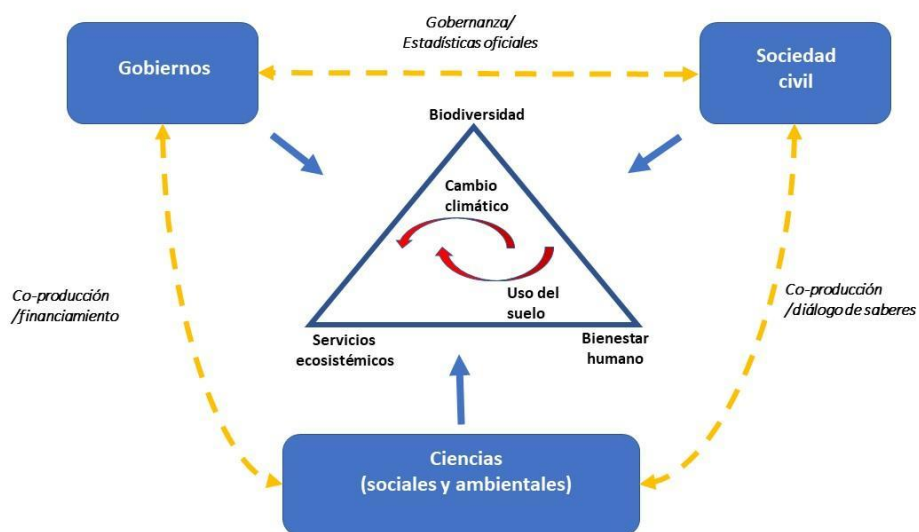 Gobernanza/
Estadísticas oficiales
Gobiernos
Sociedad
civil
Biodiversidad
Cambio
climático
Uso del
suelo
Co-producción
/financiamiento
Co-producción
/diálogo de saberes
Servicios
ecosistémicos
Bienestar
humano
Ciencias
(sociales y ambientales)